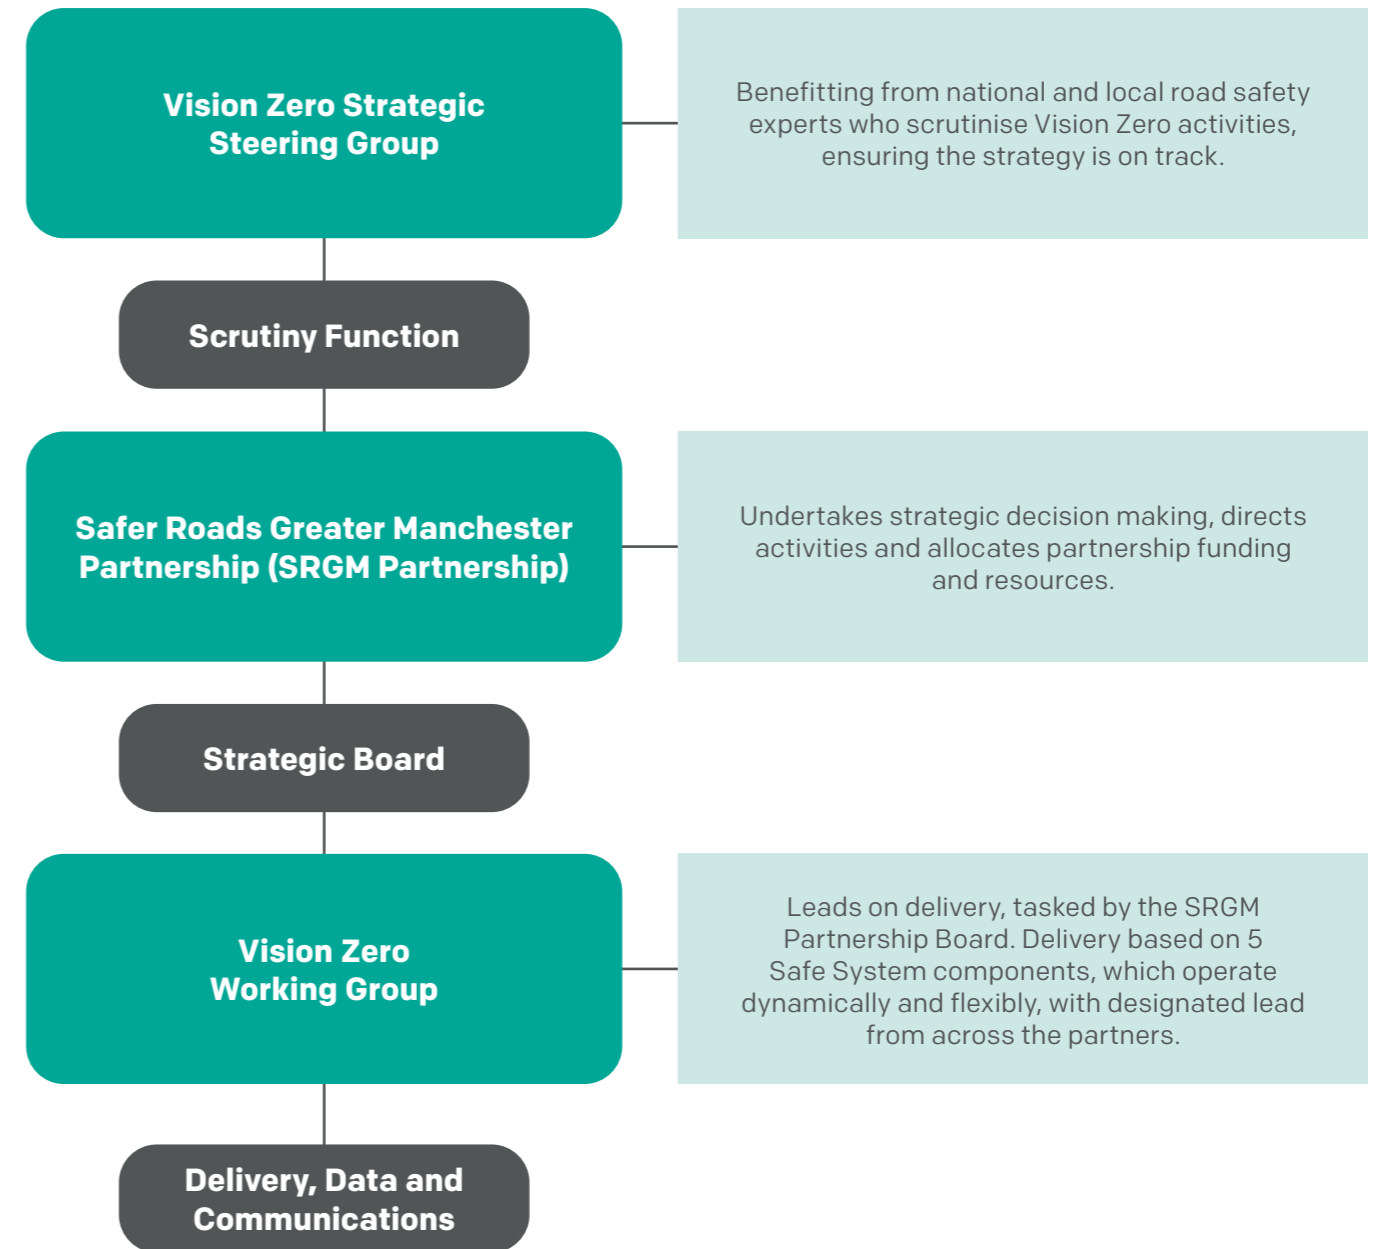 Vision Zero Strategic
Steering Group
Benefitting from national and local road safety
experts who scrutinise Vision Zero activities,
ensuring the strategy is on track.
Scrutiny Function
Safer Roads Greater Manchester
Partnership (SRGM Partnership)
Undertakes strategic decision making, directs
activities and allocates partnership funding
and resources.
Strategic Board
Vision Zero
Working Group
Leads on delivery, tasked by the SRGM
Partnership Board. Delivery based on 5
Safe System components, which operate
dynamically and flexibly, with designated lead
from across the partners.
Delivery, Data and
Communications